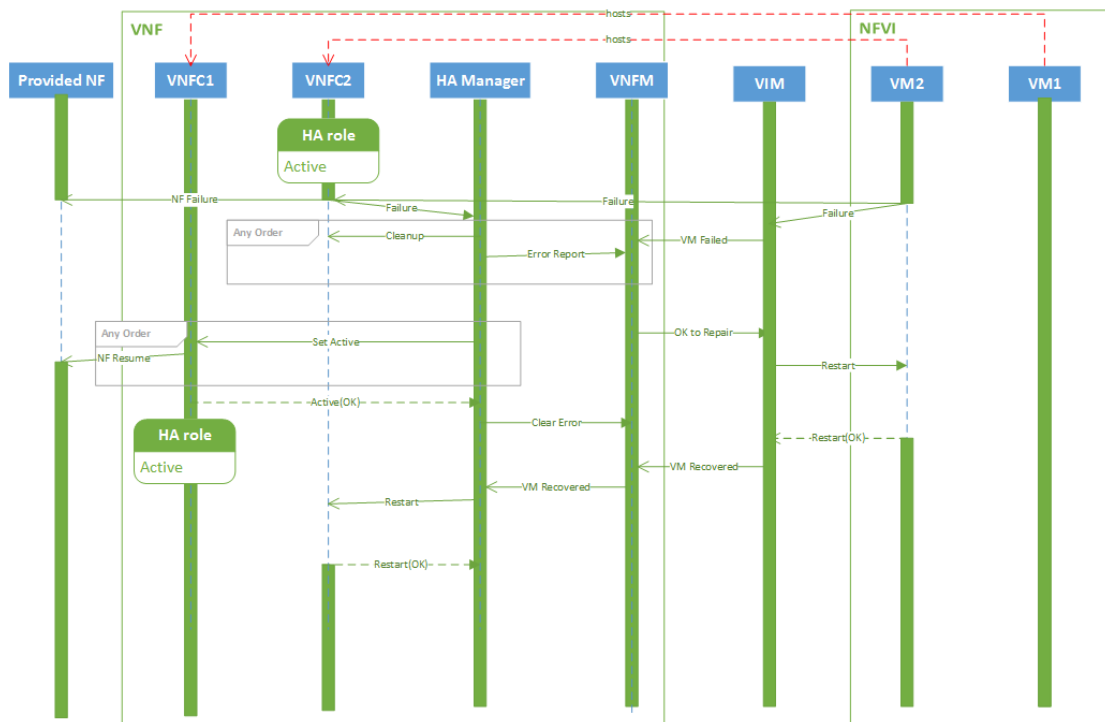 hosts
VNF
NFVI
hosts
Provided NF
VNFC1
VNFC2
HA Manager
VNFM
VIM
VM2
VM1
HA role
Active
NF Failure
Failure
Failure
Failure
Any Order
Cleanup
VM Failed
Error Report
Any Order
OK to Repair
Set Active
NF Resume
Restart
Active(OK)
Clear Error
HA role
Active
Restart(OK)
VM Recovered
VM Recovered
Restart
Restart(OK)